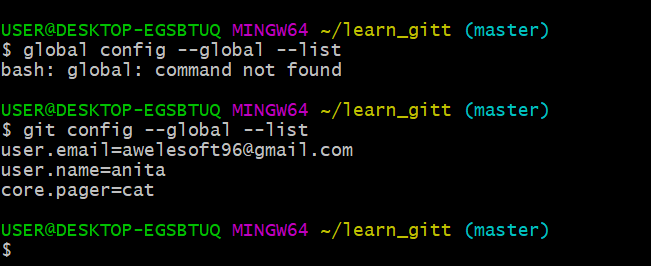 USER@DESKTOP-EGSBTUQ MINGW64 ~/learn_gitt (master)
$ global config --global --list
bash: global: command not found
USER@DESKTOP-EGSBTUQ MINGW64 ~/learn_gitt (master)
$ git config --global --list
user.email=awelesoft96@gmail.com
user.name=anita
core.pager=cat
USER@DESKTOP-EGSBTUQ MINGW64 ~/learn_gitt (master)
$